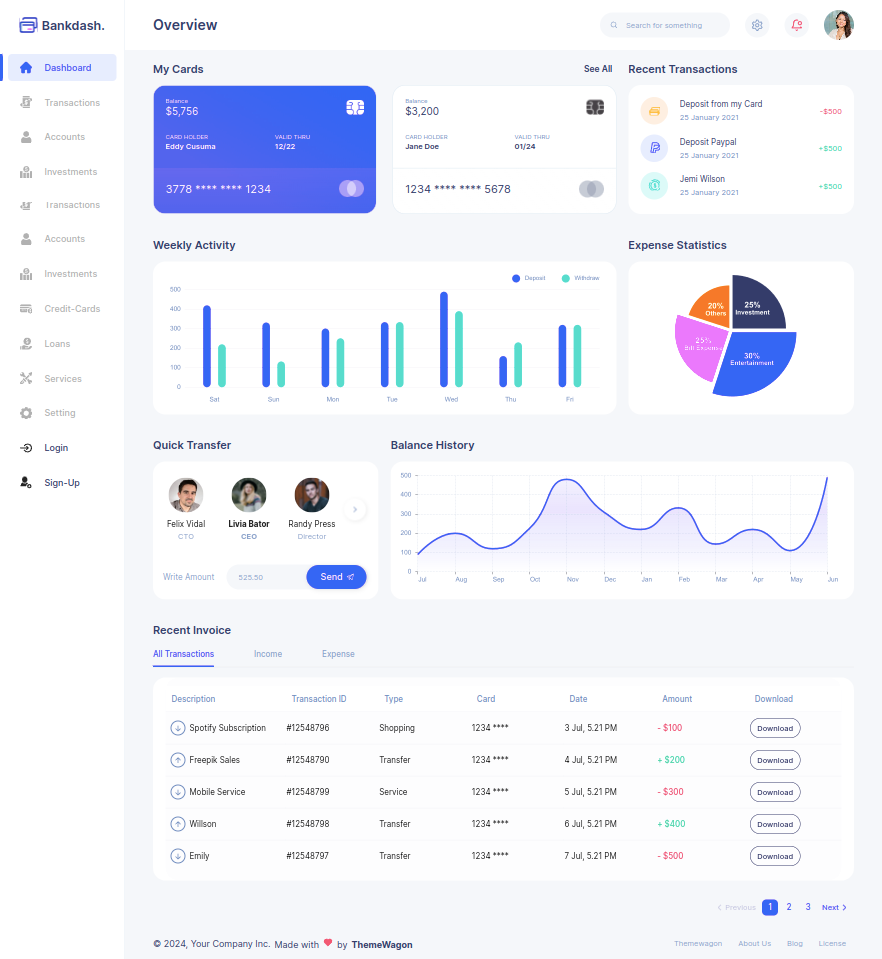 Bankdash.
Overview
Search for something
Dashboard
Transactions
Accounts
Investments
Transactions
Accounts
Investments
Credit-Cards
Loans
Services
Setting
Login
Sign-Up
My Cards
See All
Balance
$5,756
CARD HOLDER
VALID THRU
Eddy Cusuma
12/22
3778 **** **** 1234
Balance
$3,200
CARD HOLDER
VALID THRU
Jane Doe
01/24
1234 **** **** 5678
Recent Transactions
Deposit from my Card
25 January 2021
-$500
Deposit Paypal
25 January 2021
+$500
Jemi Wilson
25 January 2021
+$500
Weekly Activity
Deposit
Withdraw
500
400
300
200
100
0
Sat
Sun
Mon
Tue
Wed
Thu
Fri
Expense Statistics
20%
Others
25%
Investment
25%
Bill Expense
30%
Entertainment
Quick Transfer
Felix Vidal
CTO
Livia Bator
CEO
Randy Press
Director
Write Amount
525.50
Send
Balance History
500
400
300
200
100
0
Jul
Aug
Sep
Oct
Nov
Dec
Jan
Feb
Mar
Apr
May
Jun
Recent Invoice
All Transactions
Income
Expense
Description Transaction ID Type Card Date Amount Download
Spotify Subscription #12548796 Shopping 1234 **** 3 Jul, 5.21 PM - $100 Download
Freepik Sales #12548790 Transfer 1234 **** 4 Jul, 5.21 PM + $200 Download
Mobile Service #12548799 Service 1234 **** 5 Jul, 5.21 PM - $300 Download
Willson #12548798 Transfer 1234 **** 6 Jul, 5.21 PM + $400 Download
Emily #12548797 Transfer 1234 **** 7 Jul, 5.21 PM - $500 Download
Previous 1 2 3 Next
© 2024, Your Company Inc. Made with ❤ by ThemeWagon
Themewagon About Us Blog License